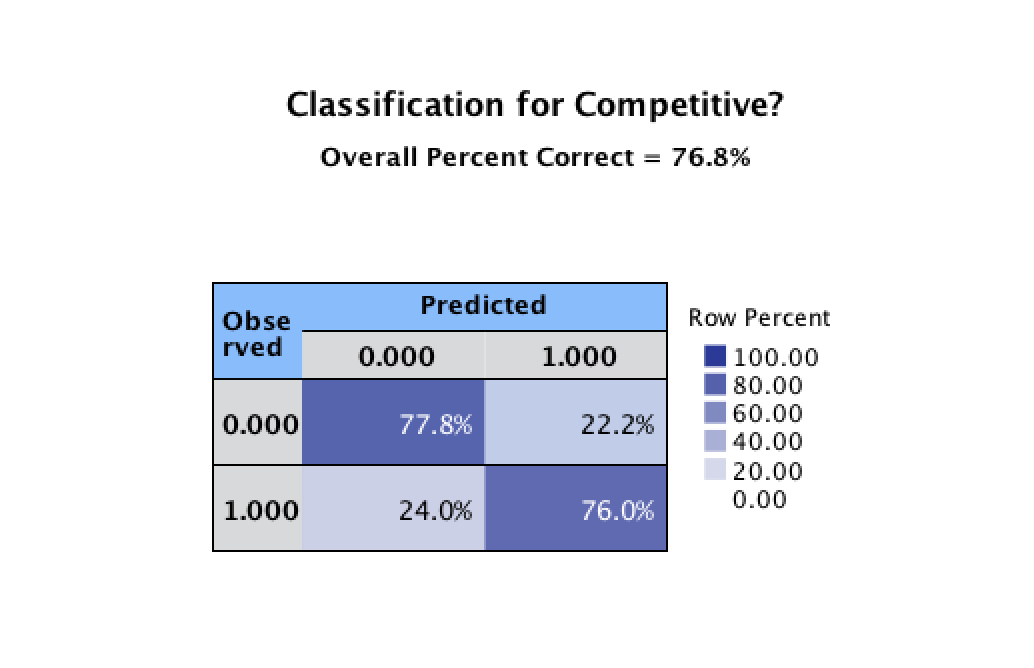 Classification for Competitive?
Overall Percent Correct = 76.8%
Obse
rved
Predicted
0.000 1.000
0.000 77.8% 22.2%
1.000 24.0% 76.0%
Row Percent
100.00
80.00
60.00
40.00
20.00
0.00